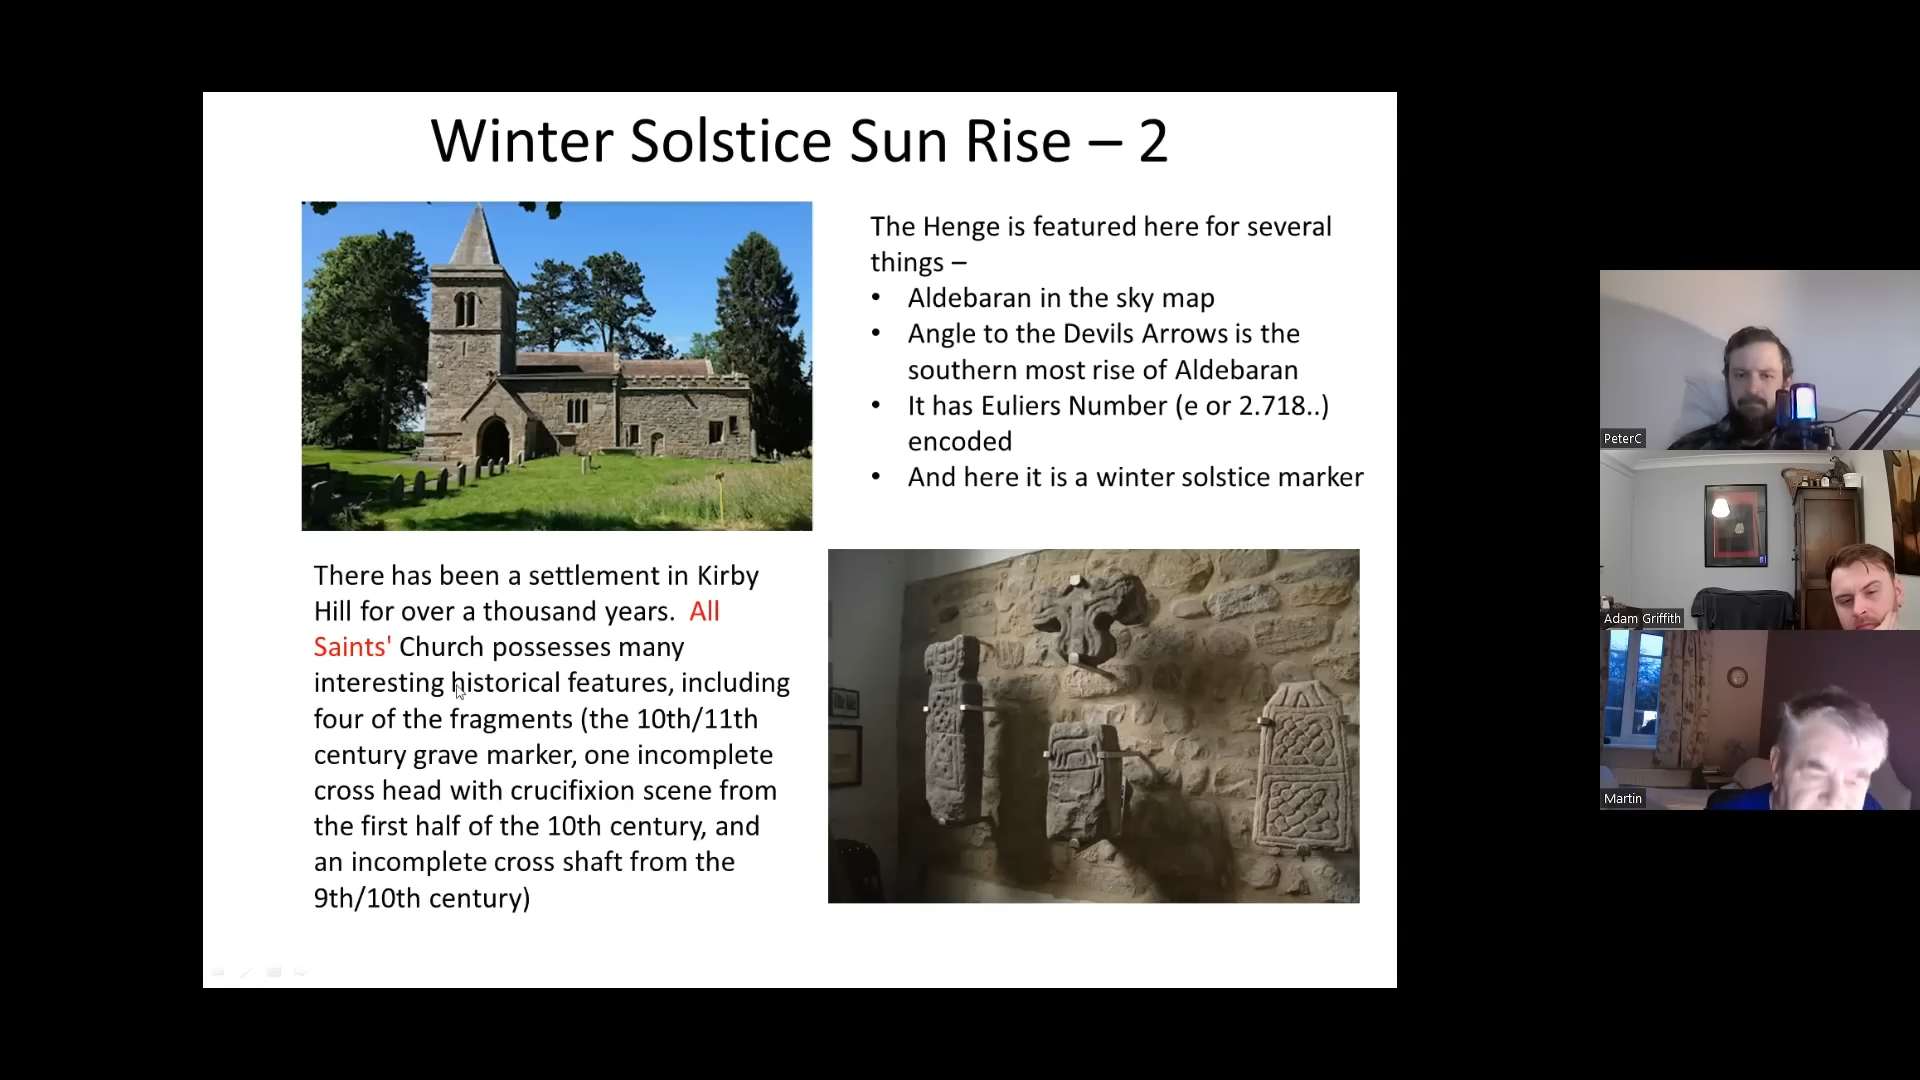 Winter Solstice Sun Rise – 2
The Henge is featured here for several
things –
• Aldebaran in the sky map
• Angle to the Devils Arrows is the
southern most rise of Aldebaran
• It has Euliers Number (e or 2.718..)
encoded
• And here it is a winter solstice marker
There has been a settlement in Kirby
Hill for over a thousand years. All
Saints' Church possesses many
interesting historical features, including
four of the fragments (the 10th/11th
century grave marker, one incomplete
cross head with crucifixion scene from
the first half of the 10th century, and
an incomplete cross shaft from the
9th/10th century)
PeterC
Adam Griffith
Martin